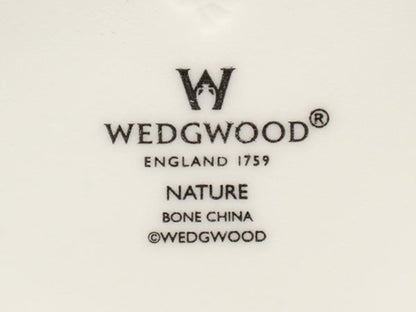 W
WEDGWOOD®
ENGLAND 1759
NATURE
BONE CHINA
©WEDGWOOD